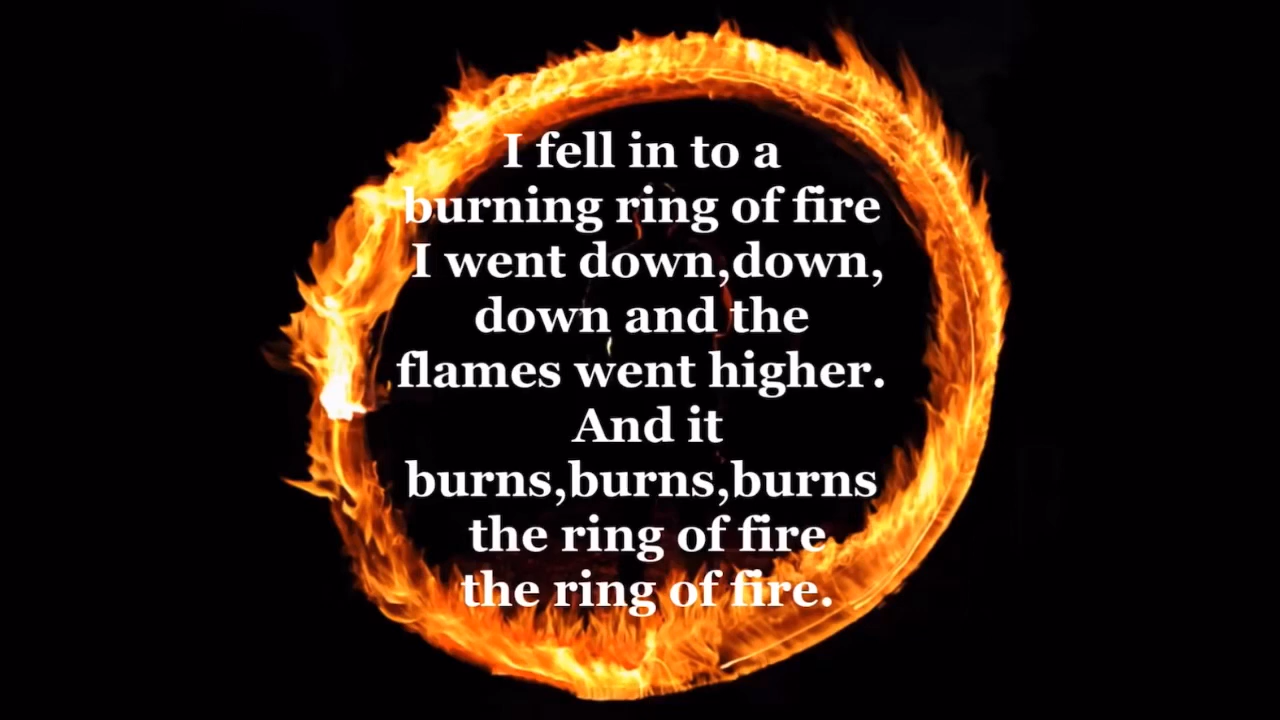 I fell in to a
burning ring of fire
I went down,down,
down and the
flames went higher.
And it
burns,burns,burns
the ring of fire
the ring of fire.